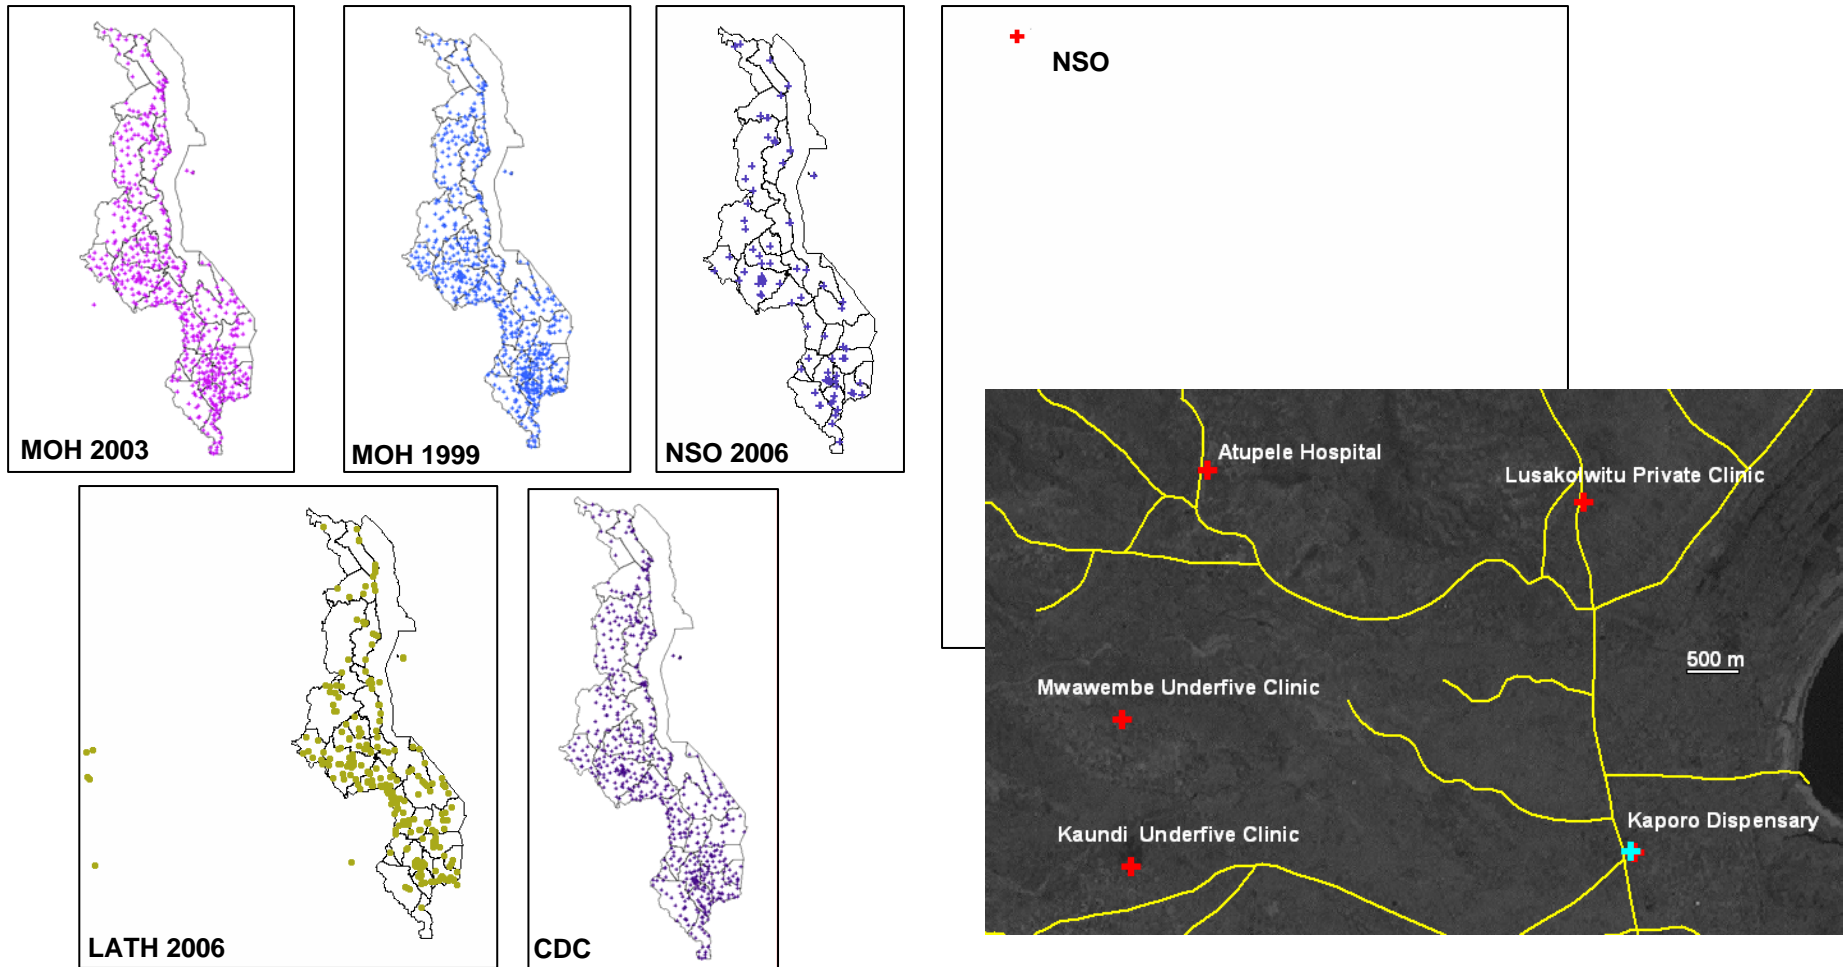 NSO
MOH 2003
MOH 1999
NSO 2006
Atupele Hospital
Lusakolwitu Private Clinic
500 m
Mwawembe Underfive Clinic
Kaporo Dispensary
Kaundi Underfive Clinic
LATH 2006
CDC